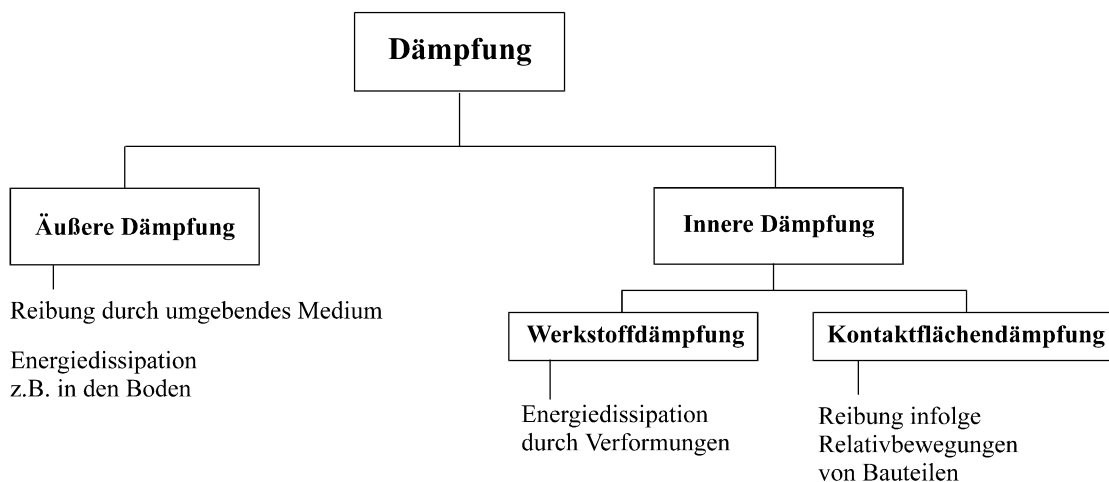 Dämpfung
Äußere Dämpfung
Reibung durch umgebendes Medium
Energiedissipation
z.B. in den Boden
Innere Dämpfung
Werkstoffdämpfung
Energiedissipation
durch Verformungen
Kontaktflächendämpfung
Reibung infolge
Relativbewegungen
von Bauteilen